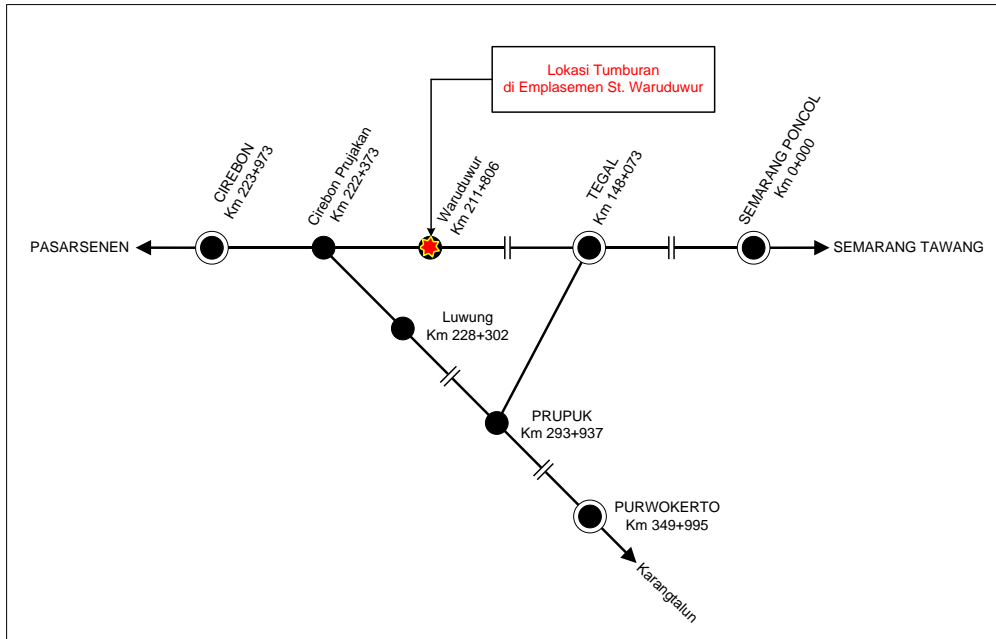 Lokasi Tumburan
di Emplasemen St. Waruduwur
CIREBON
Km 223+973
Cirebon Prujakan
Km 222+373
Waruduwur
Km 211+806
TEGAL
Km 148+073
SEMARANG PONCOL
Km 0+000
PASARSENEN
SEMARANG TAWANG
Luwung
Km 228+302
PRUPUK
Km 293+937
PURWOKERTO
Km 349+995
Karangtalun